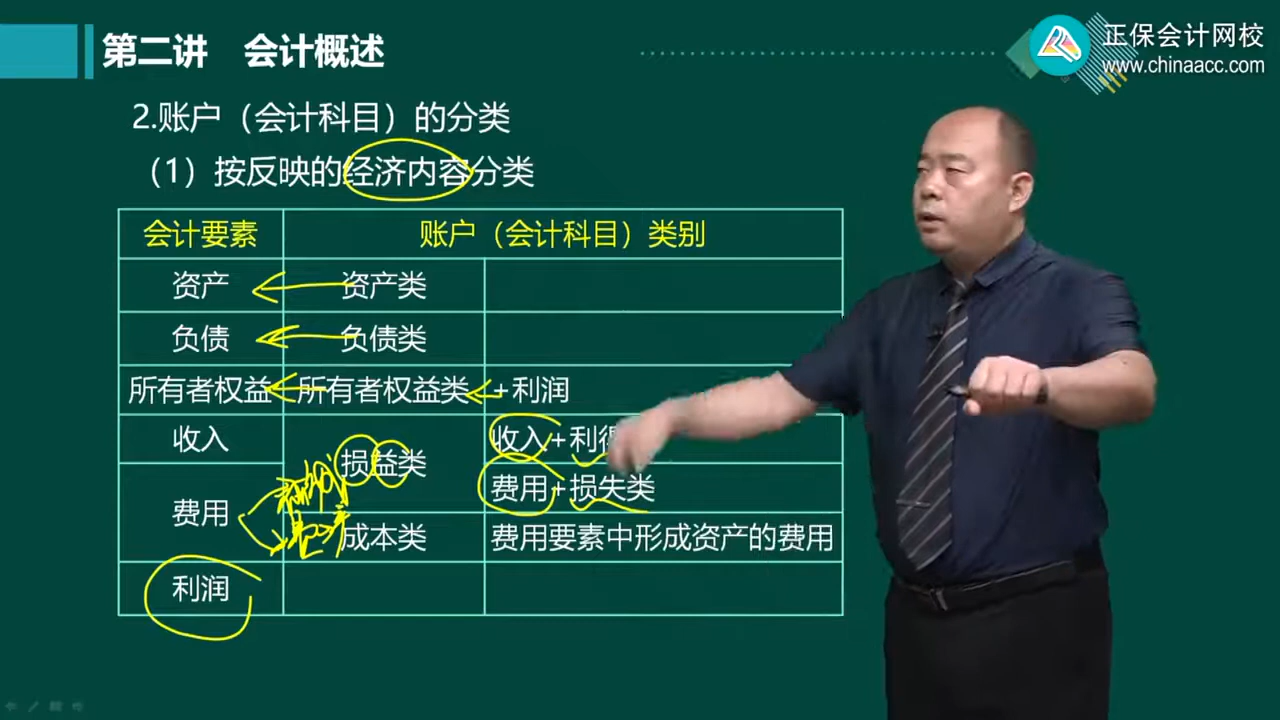 第二讲 会计概述
正保会计网校
www.chinaacc.com
2.账户（会计科目）的分类
（1）按反映的经济内容分类
会计要素 账户（会计科目）类别
资产 资产类
负债 负债类
所有者权益 所有者权益类 +利润
收入 损益类 收入+利得
费用 费用+损失类
成本类 费用要素中形成资产的费用
利润